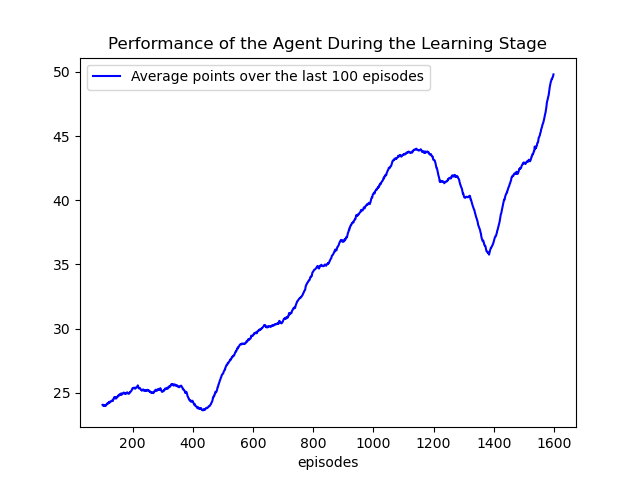 Performance of the Agent During the Learning Stage
Average points over the last 100 episodes
50
45
40
35
30
25
200 400 600 800 1000 1200 1400 1600
episodes